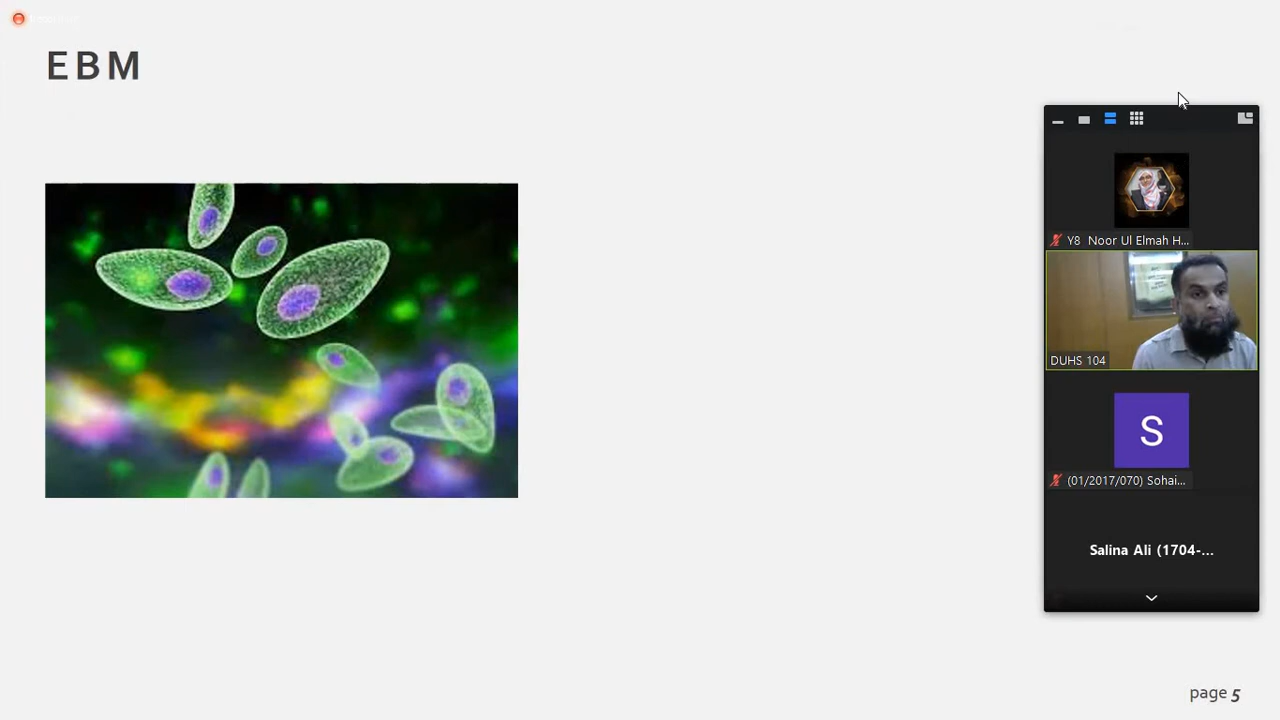 EBM
Y8 Noor Ul Elmah H...
DUHS 104
S
(01/2017/070) Sohai...
Salina Ali (1704-...
page 5